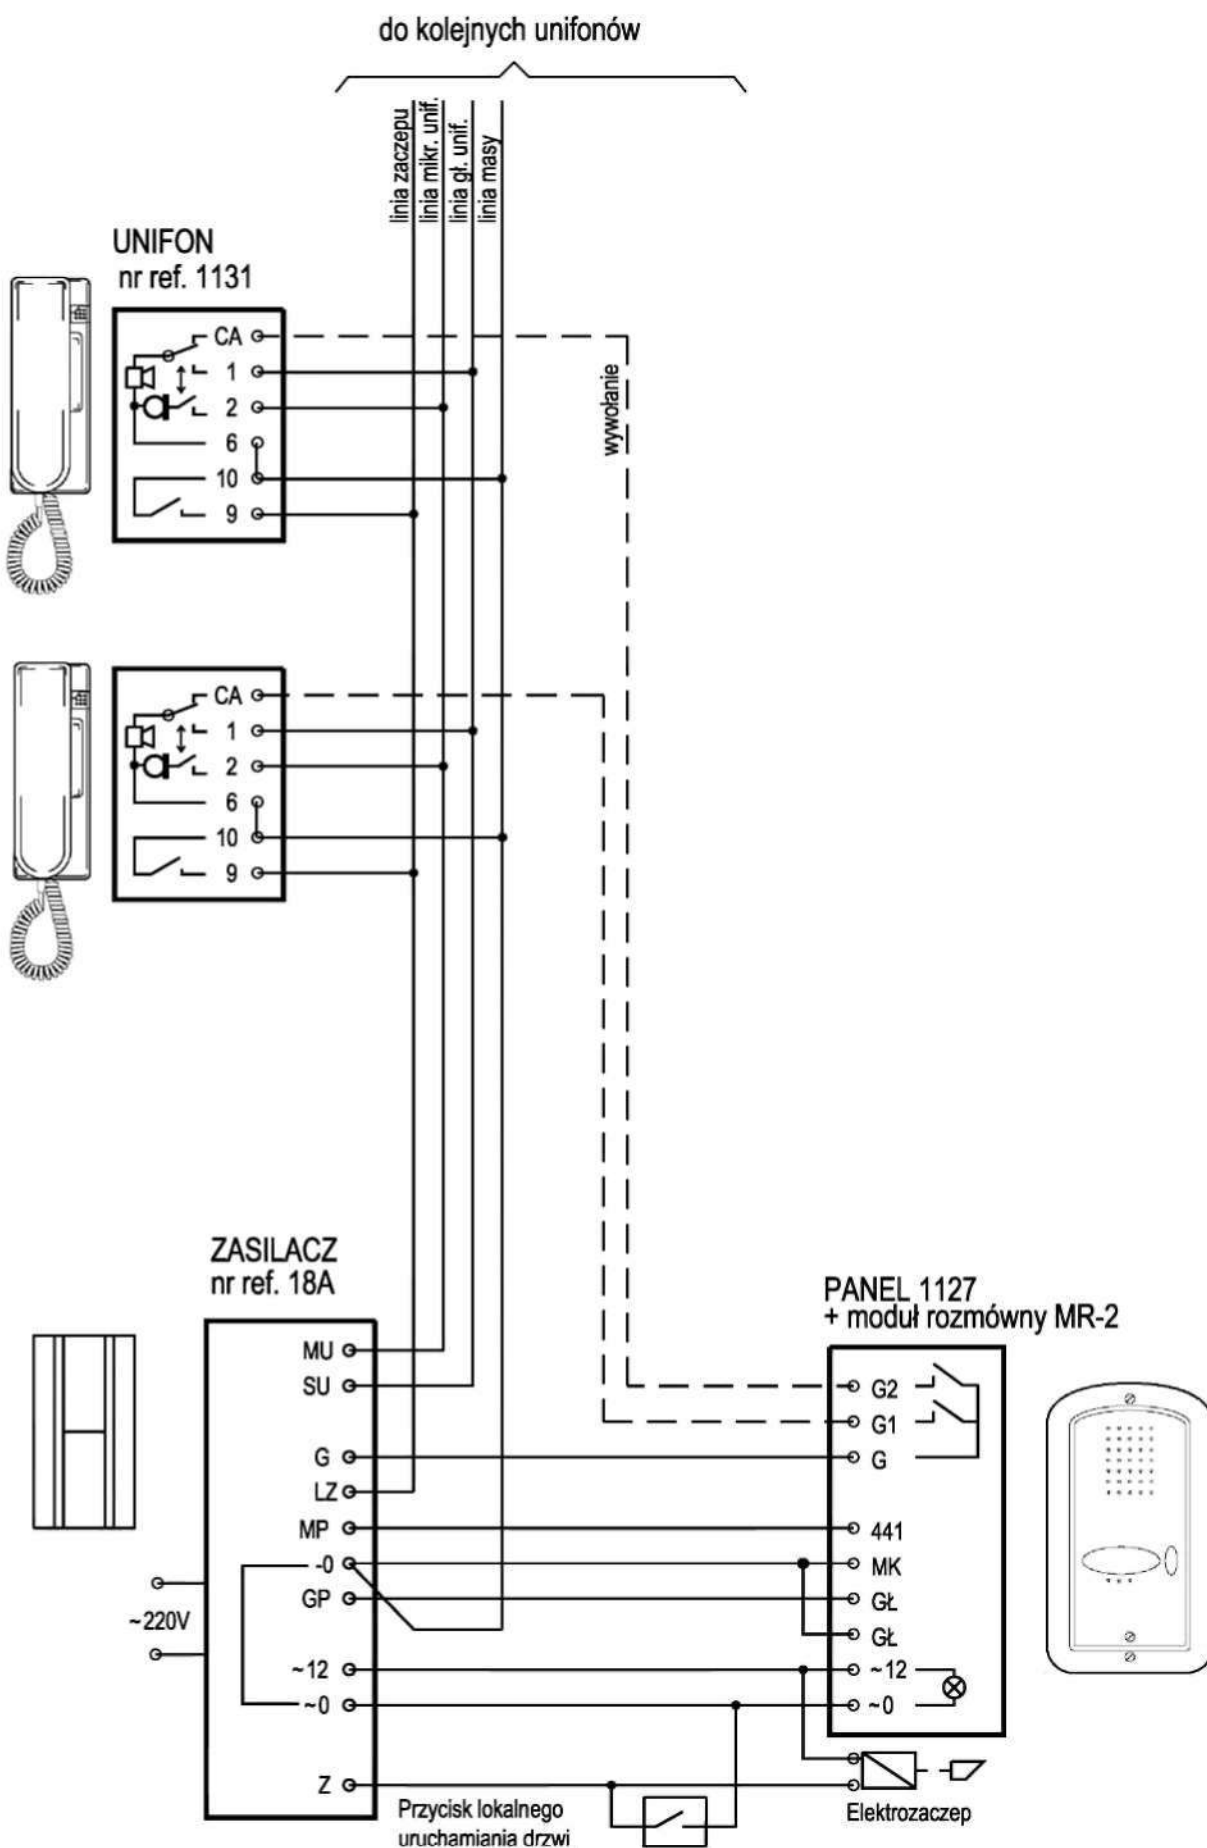 do kolejnych unifonów
linia zaczepu
linia mikr. unif.
linia gł. unif.
linia masy
UNIFON
nr ref. 1131
CA
1
2
6
10
9
wywołanie
CA
1
2
6
10
9
ZASILACZ
nr ref. 18A
MU
SU
G
LZ
MP
-0
GP
~12
~0
Z
~220V
PANEL 1127
+ moduł rozmówny MR-2
G2
G1
G
441
MK
GŁ
GŁ
~12
~0
Przycisk lokalnego
uruchamiania drzwi
Elektrozaczep